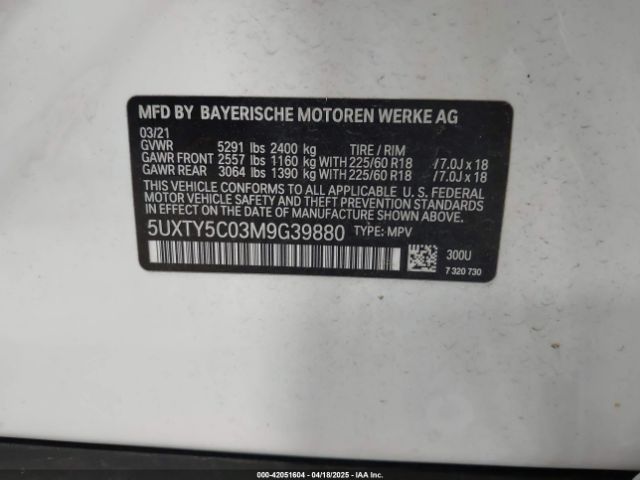 MFD BY BAYERISCHE MOTOREN WERKE AG
03/21
GVWR 5291 lbs 2400 kg TIRE / RIM
GAWR FRONT 2557 lbs 1160 kg WITH 225/60 R18 /7.0J x 18
GAWR REAR 3064 lbs 1390 kg WITH 225/60 R18 /7.0J x 18
THIS VEHICLE CONFORMS TO ALL APPLICABLE U. S. FEDERAL
MOTOR VEHICLE SAFETY AND THEFT PREVENTION STANDARDS
IN EFFECT ON THE DATE OF MANUFACTURE SHOWN ABOVE.
5UXTY5C03M9G39880 TYPE: MPV
300U
7 320 730
000-42051604 - 04/18/2025 - IAA Inc.